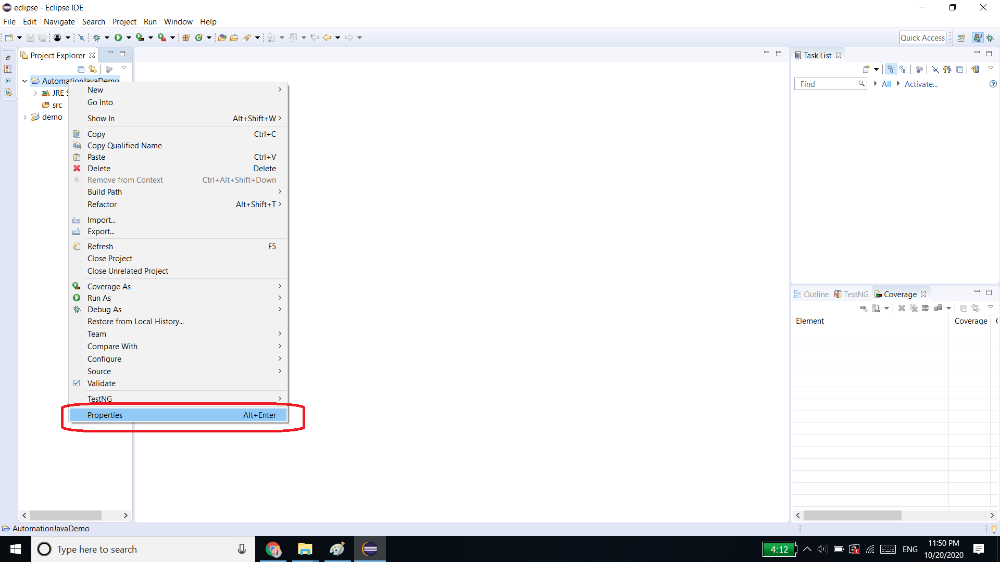 eclipse - Eclipse IDE
File Edit Navigate Search Project Run Window Help
Quick Access
Project Explorer
AutomationJavaDemo
JRE S
src
demo
New
Go Into
Show In Alt+Shift+W
Copy Ctrl+C
Copy Qualified Name
Paste Ctrl+V
Delete Delete
Remove from Context Ctrl+Alt+Shift+Down
Build Path
Refactor Alt+Shift+T
Import...
Export...
Refresh F5
Close Project
Close Unrelated Project
Coverage As
Run As
Debug As
Restore from Local History...
Team
Compare With
Configure
Source
Validate
TestNG
Properties Alt+Enter
Task List
Find All Activate...
Outline TestNG Coverage
Element Coverage
AutomationJavaDemo
Type here to search
4:12
ENG
11:50 PM
10/20/2020